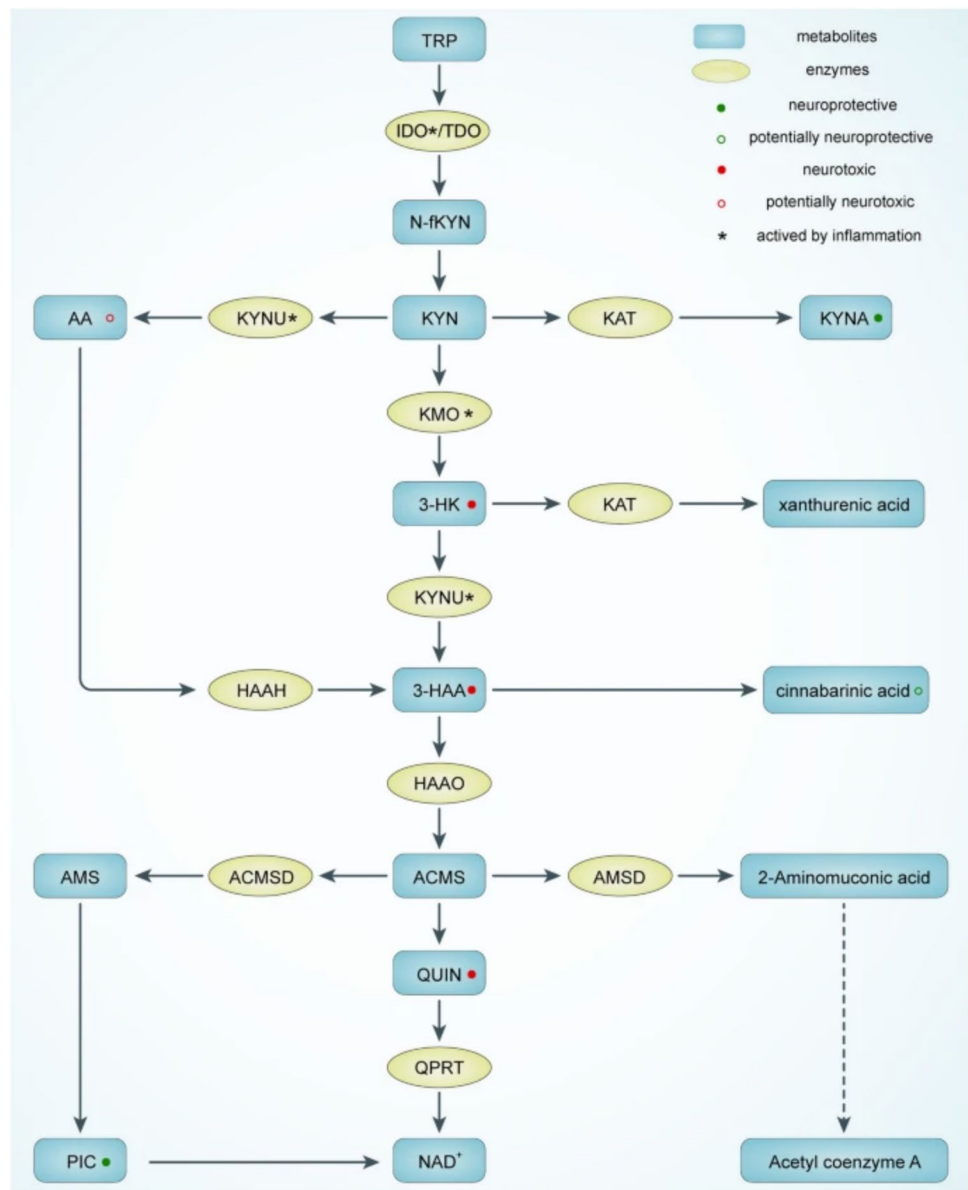 TRP
metabolites
enzymes
neuroprotective
potentially neuroprotective
neurotoxic
potentially neurotoxic
* actived by inflammation
IDO*/TDO
N-fKYN
AA
KYNU*
KYN
KAT
KYNA
KMO *
3-HK
KAT
xanthurenic acid
KYNU*
HAAH
3-HAA
cinnabarinic acid
HAAO
AMS
ACMSD
ACMS
AMSD
2-Aminomuconic acid
QUIN
QPRT
PIC
NAD⁺
Acetyl coenzyme A